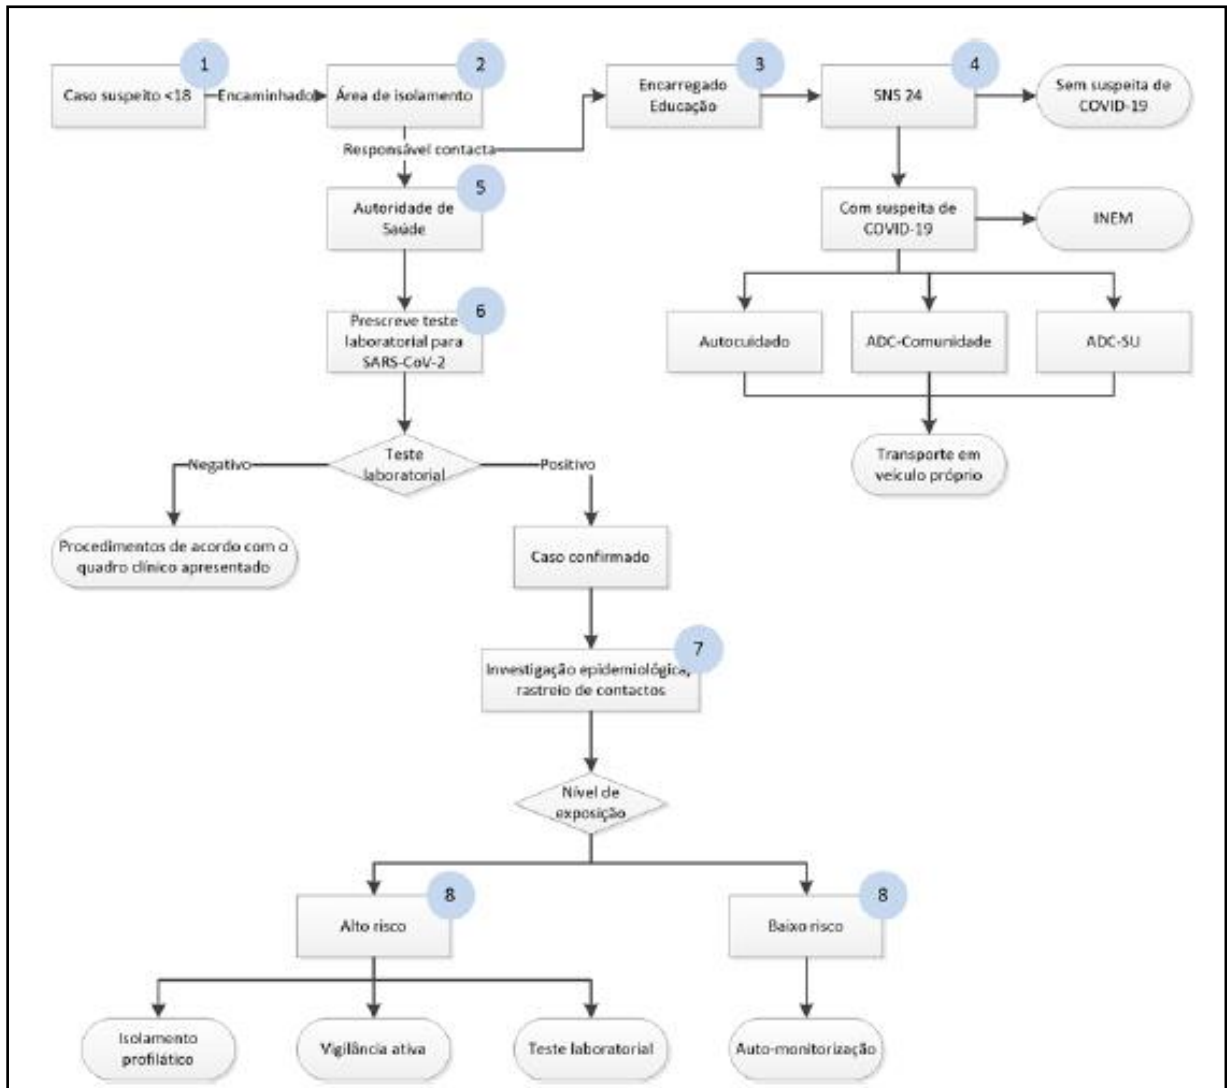 1
2
3
4
Caso suspeito <18
Encaminhado
Área de isolamento
Encarregado
Educação
SNS 24
Sem suspeita de
COVID-19
Responsável contacta
5
Autoridade de
Saúde
Com suspeita de
COVID-19
INEM
6
Prescreve teste
laboratorial para
SARS-CoV-2
Autocuidado
ADC-Comunidade
ADC-SU
Negativo
Teste
laboratorial
Positivo
Transporte em
veículo próprio
Procedimentos de acordo com o
quadro clínico apresentado
Caso confirmado
7
Investigação epidemiológica,
rastreio de contactos
Nível de
exposição
8
8
Alto risco
Baixo risco
Isolamento
profilático
Vigilância ativa
Teste laboratorial
Auto-monitorização